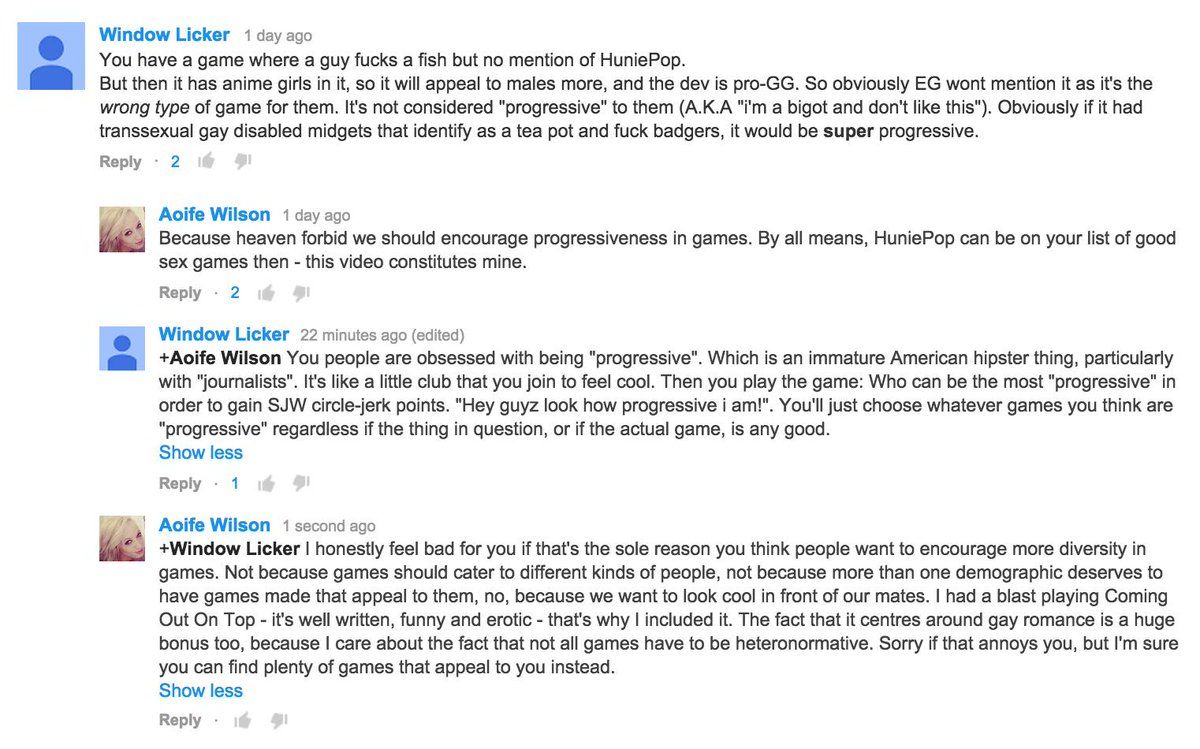 Window Licker 1 day ago
You have a game where a guy fucks a fish but no mention of HuniePop.
But then it has anime girls in it, so it will appeal to males more, and the dev is pro-GG. So obviously EG wont mention it as it's the
wrong type of game for them. It's not considered "progressive" to them (A.K.A "i'm a bigot and don't like this"). Obviously if it had
transsexual gay disabled midgets that identify as a tea pot and fuck badgers, it would be super progressive.
Reply · 2
Aoife Wilson 1 day ago
Because heaven forbid we should encourage progressiveness in games. By all means, HuniePop can be on your list of good
sex games then - this video constitutes mine.
Reply · 2
Window Licker 22 minutes ago (edited)
+Aoife Wilson You people are obsessed with being "progressive". Which is an immature American hipster thing, particularly
with "journalists". It's like a little club that you join to feel cool. Then you play the game: Who can be the most "progressive" in
order to gain SJW circle-jerk points. "Hey guyz look how progressive i am!". You'll just choose whatever games you think are
"progressive" regardless if the thing in question, or if the actual game, is any good.
Show less
Reply · 1
Aoife Wilson 1 second ago
+Window Licker I honestly feel bad for you if that's the sole reason you think people want to encourage more diversity in
games. Not because games should cater to different kinds of people, not because more than one demographic deserves to
have games made that appeal to them, no, because we want to look cool in front of our mates. I had a blast playing Coming
Out On Top - it's well written, funny and erotic - that's why I included it. The fact that it centres around gay romance is a huge
bonus too, because I care about the fact that not all games have to be heteronormative. Sorry if that annoys you, but I'm sure
you can find plenty of games that appeal to you instead.
Show less
Reply ·